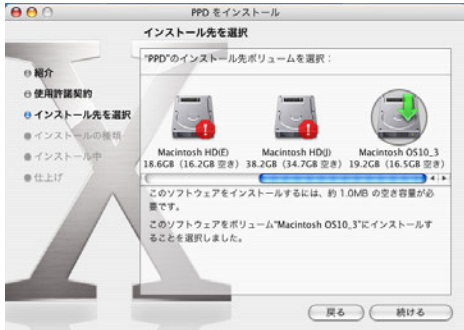 PPD をインストール
インストール先を選択
紹介
使用許諾契約
インストール先を選択
インストールの種類
インストール中
仕上げ
"PPD"のインストール先ボリュームを選択：
Macintosh HD(E)
18.6GB（16.2GB 空き）
Macintosh HD(J)
38.2GB（34.7GB 空き）
Macintosh OS10_3
19.2GB（16.5GB 空き）
このソフトウェアをインストールするには、約 1.0MB の空き容量が必
要です。
このソフトウェアをボリューム"Macintosh OS10_3"にインストールす
ることを選択しました。
戻る
続ける